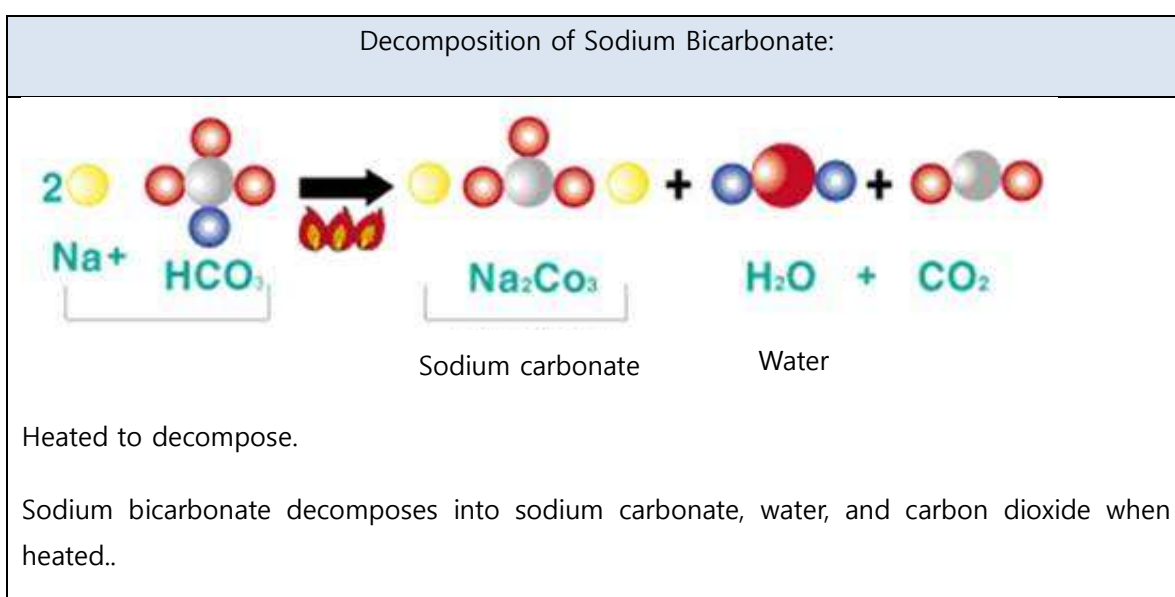 Decomposition of Sodium Bicarbonate:
2 + +
Na+ HCO₃ Na₂Co₃ H₂O + CO₂
Sodium carbonate Water
Heated to decompose.
Sodium bicarbonate decomposes into sodium carbonate, water, and carbon dioxide when
heated..